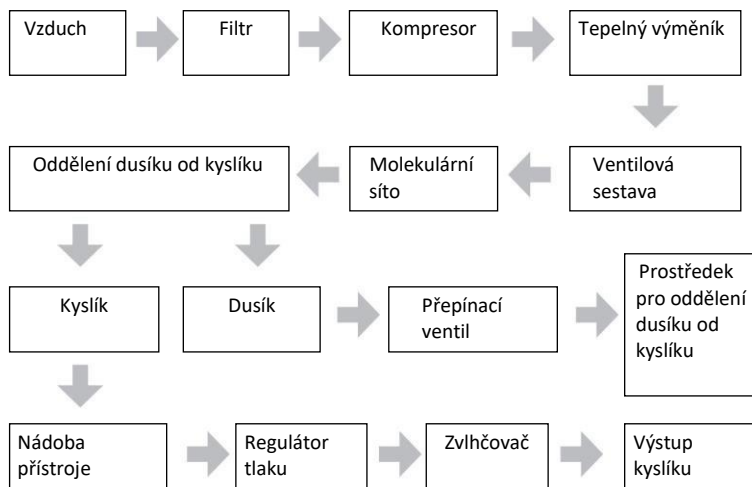 Vzduch
Filtr
Kompresor
Tepelný výměník
Oddělení dusíku od kyslíku
Molekulární
síto
Ventilová
sestava
Kyslík
Dusík
Přepínací
ventil
Prostředek
pro oddělení
dusíku od
kyslíku
Nádoba
přístroje
Regulátor
tlaku
Zvlhčovač
Výstup
kyslíku